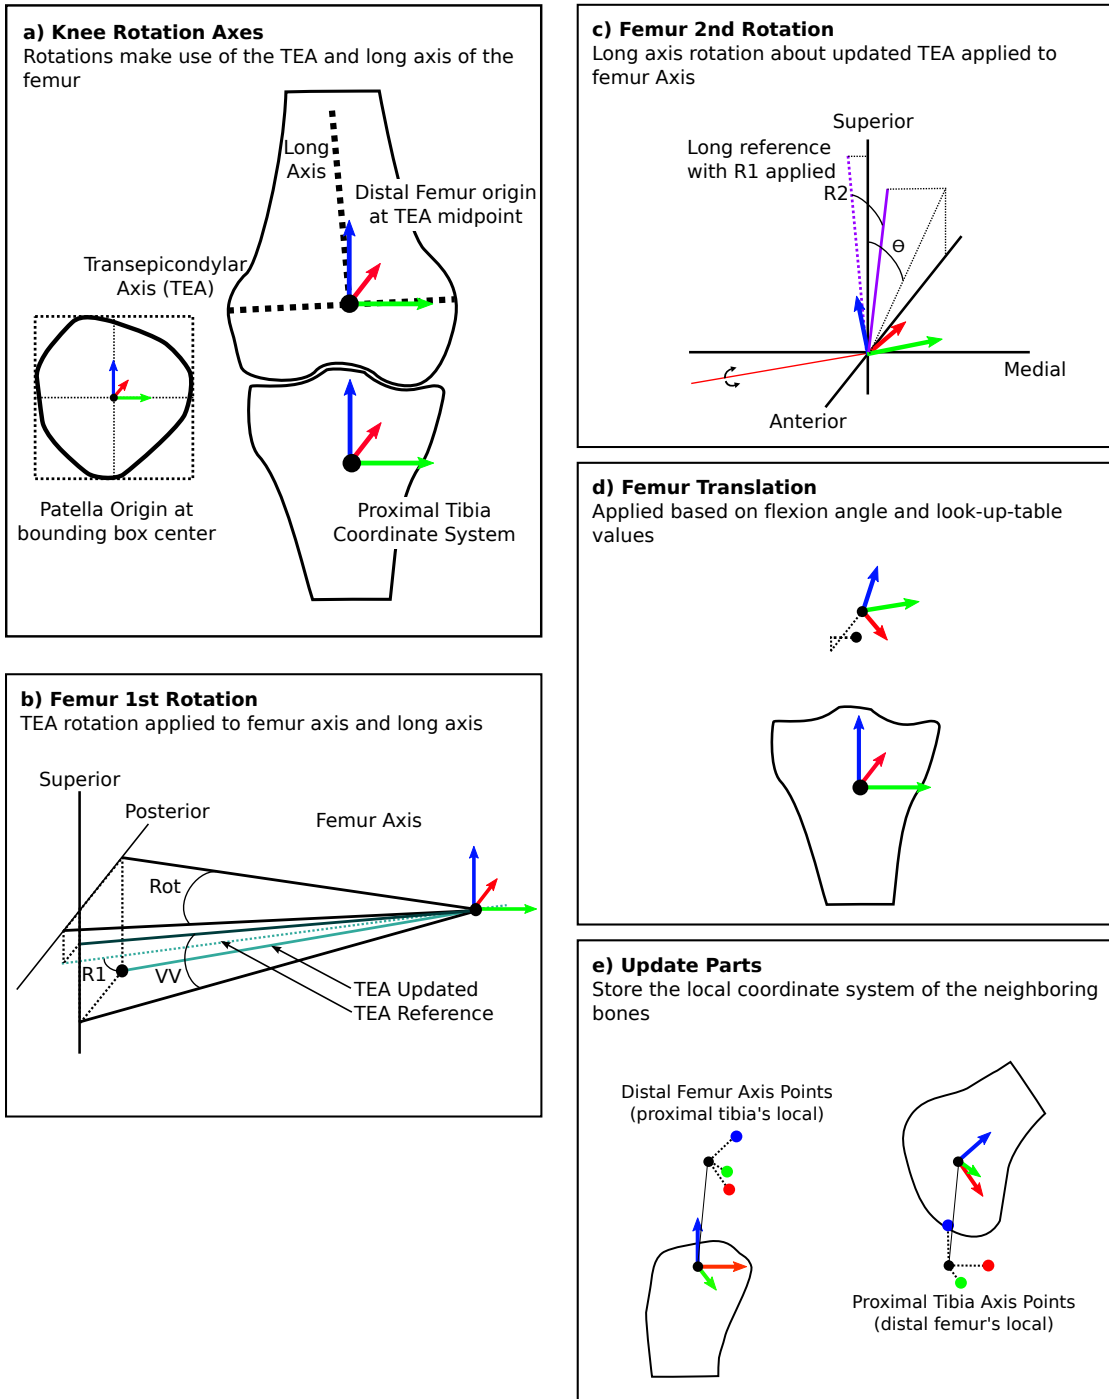 a) Knee Rotation Axes
Rotations make use of the TEA and long axis of the
femur
Long
Axis
Distal Femur origin
at TEA midpoint
Transepicondylar
Axis (TEA)
Patella Origin at
bounding box center
Proximal Tibia
Coordinate System
b) Femur 1st Rotation
TEA rotation applied to femur axis and long axis
Superior
Posterior
Femur Axis
Rot
R1
VV
TEA Updated
TEA Reference
c) Femur 2nd Rotation
Long axis rotation about updated TEA applied to
femur Axis
Superior
Long reference
with R1 applied
R2
Θ
Medial
Anterior
d) Femur Translation
Applied based on flexion angle and look-up-table
values
e) Update Parts
Store the local coordinate system of the neighboring
bones
Distal Femur Axis Points
(proximal tibia's local)
Proximal Tibia Axis Points
(distal femur's local)